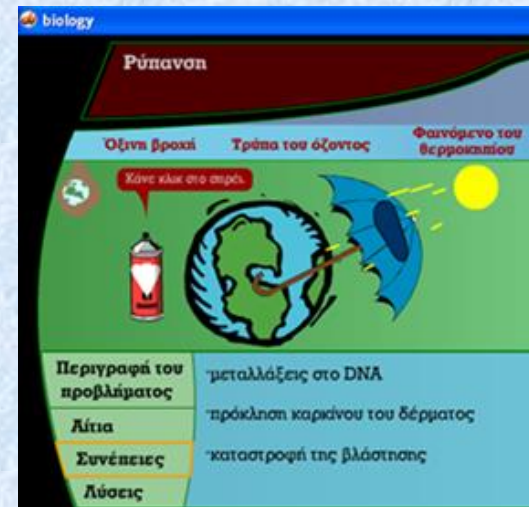 biology
Ρύπανση
Όξινη βροχή Τρύπα του όζοντος Φαινόμενο του θερμοκηπίου
Κάνε κλικ στο σπρέι.
Περιγραφή του
προβλήματος
-μεταλλάξεις στο DNA
Αίτια
-πρόκληση καρκίνου του δέρματος
Συνέπειες
-καταστροφή της βλάστησης
Λύσεις